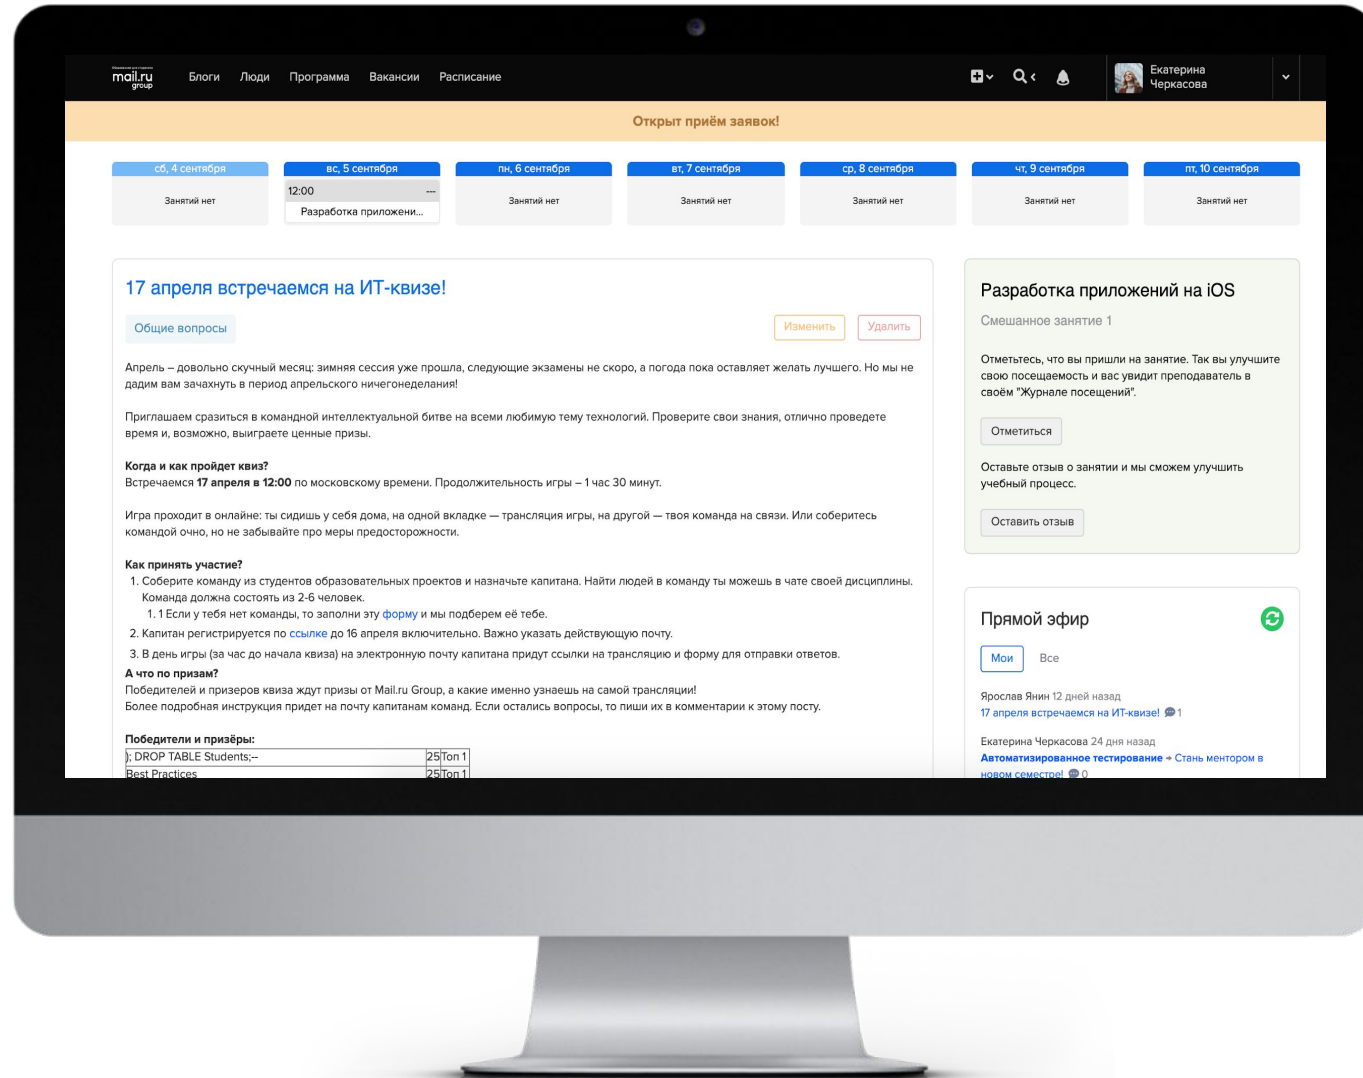 mail.ru
group
Блоги Люди Программа Вакансии Расписание
Екатерина
Черкасова
Открыт приём заявок!
сб, 4 сентября
Занятий нет
вс, 5 сентября
12:00 ---
Разработка приложени...
пн, 6 сентября
Занятий нет
вт, 7 сентября
Занятий нет
ср, 8 сентября
Занятий нет
чт, 9 сентября
Занятий нет
пт, 10 сентября
Занятий нет
17 апреля встречаемся на ИТ-квизе!
Общие вопросы
Изменить Удалить
Апрель – довольно скучный месяц: зимняя сессия уже прошла, следующие экзамены не скоро, а погода пока оставляет желать лучшего. Но мы не
дадим вам зачахнуть в период апрельского ничегонеделания!
Приглашаем сразиться в командной интеллектуальной битве на всеми любимую тему технологий. Проверите свои знания, отлично проведете
время и, возможно, выиграете ценные призы.
Когда и как пройдет квиз?
Встречаемся 17 апреля в 12:00 по московскому времени. Продолжительность игры – 1 час 30 минут.
Игра проходит в онлайне: ты сидишь у себя дома, на одной вкладке — трансляция игры, на другой — твоя команда на связи. Или соберитесь
командой очно, но не забывайте про меры предосторожности.
Как принять участие?
1. Соберите команду из студентов образовательных проектов и назначьте капитана. Найти людей в команду ты можешь в чате своей дисциплины.
Команда должна состоять из 2-6 человек.
1. 1 Если у тебя нет команды, то заполни эту форму и мы подберем её тебе.
2. Капитан регистрируется по ссылке до 16 апреля включительно. Важно указать действующую почту.
3. В день игры (за час до начала квиза) на электронную почту капитана придут ссылки на трансляцию и форму для отправки ответов.
А что по призам?
Победителей и призеров квиза ждут призы от Mail.ru Group, а какие именно узнаешь на самой трансляции!
Более подробная инструкция придет на почту капитанам команд. Если остались вопросы, то пиши их в комментарии к этому посту.
Победители и призёры:
); DROP TABLE Students;-- 25 Топ 1
Best Practices 25 Топ 1
Разработка приложений на iOS
Смешанное занятие 1
Отметьтесь, что вы пришли на занятие. Так вы улучшите
свою посещаемость и вас увидит преподаватель в
своём "Журнале посещений".
Отметиться
Оставьте отзыв о занятии и мы сможем улучшить
учебный процесс.
Оставить отзыв
Прямой эфир
Мои Все
Ярослав Янин 12 дней назад
17 апреля встречаемся на ИТ-квизе! 1
Екатерина Черкасова 24 дня назад
Автоматизированное тестирование → Стань ментором в
новом семестре! 0